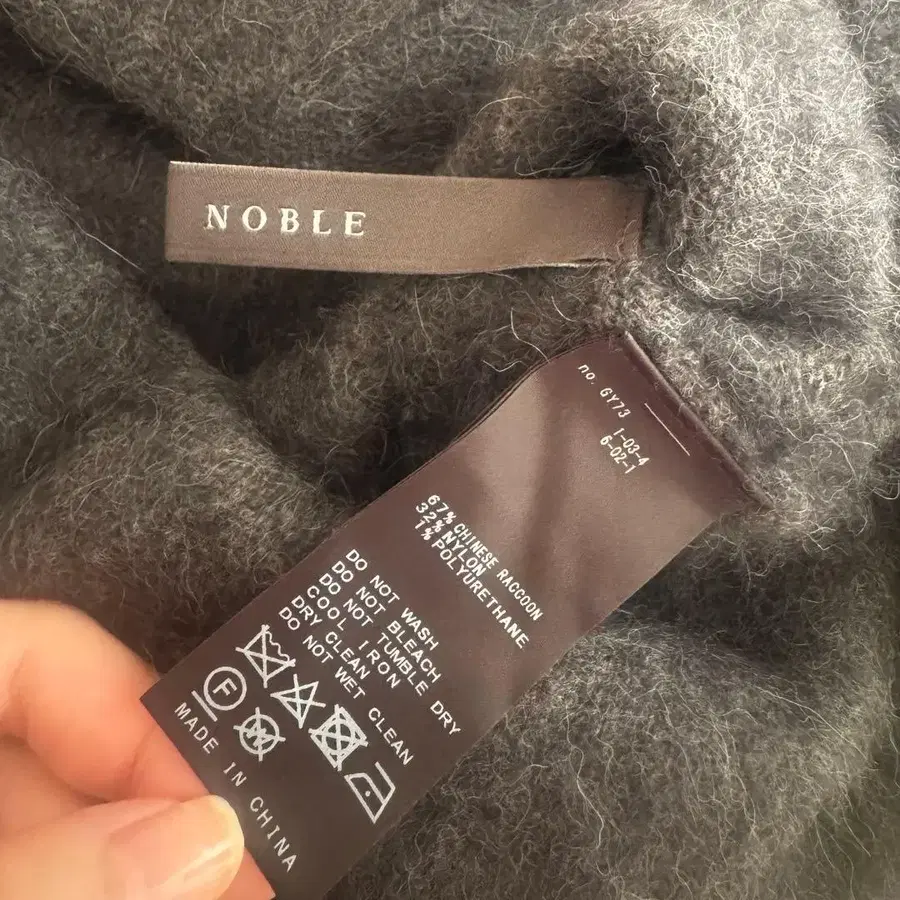 NOBLE
no. GY73
1-03-4
6-02-1
67% CHINESE RACCOON
32% NYLON
1% POLYURETHANE
DO NOT WASH
DO NOT BLEACH
DO NOT TUMBLE DRY
COOL IRON
DRY CLEAN
DO NOT WET CLEAN
F
W
MADE IN CHINA